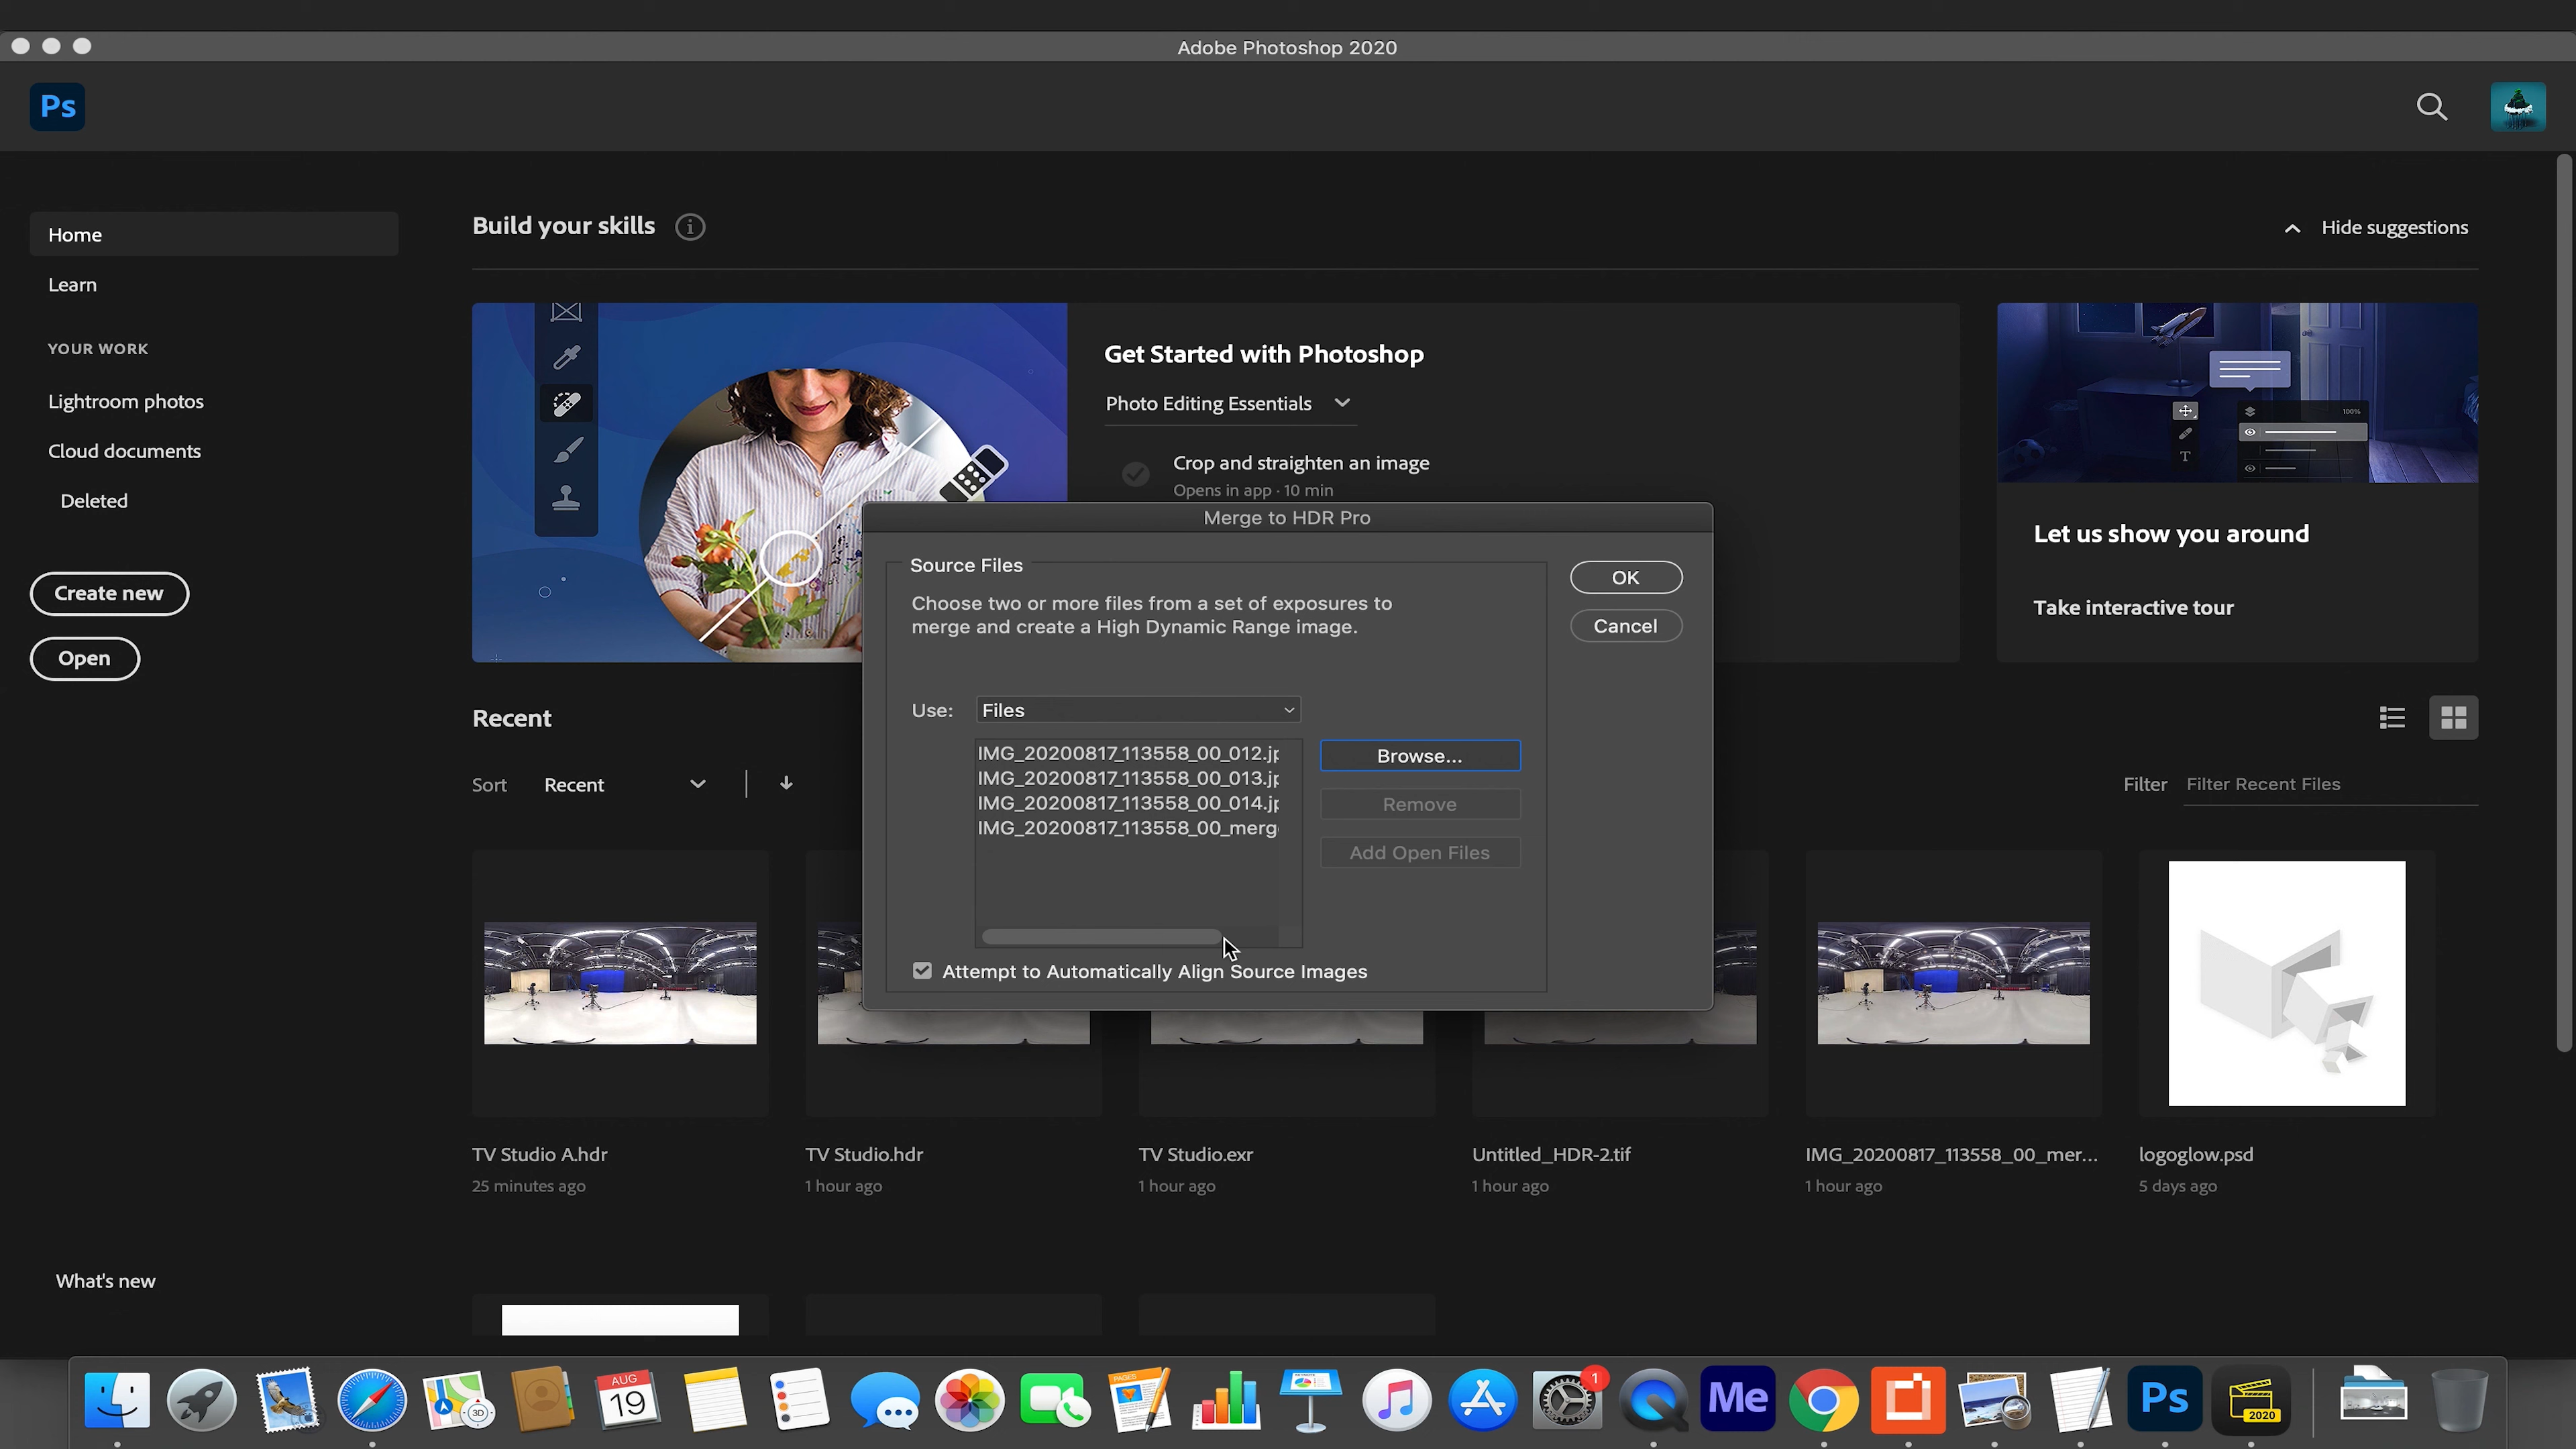 Adobe Photoshop 2020
Ps
Home
Learn
YOUR WORK
Lightroom photos
Cloud documents
Deleted
Create new
Open
What's new
Build your skills
Hide suggestions
Get Started with Photoshop
Photo Editing Essentials
Crop and straighten an image
Opens in app · 10 min
100%
T
Let us show you around
Take interactive tour
Merge to HDR Pro
Source Files
Choose two or more files from a set of exposures to
merge and create a High Dynamic Range image.
OK
Cancel
Use: Files
IMG_20200817_113558_00_012.jp
IMG_20200817_113558_00_013.jp
IMG_20200817_113558_00_014.jp
IMG_20200817_113558_00_merg
Browse...
Remove
Add Open Files
Attempt to Automatically Align Source Images
Recent
Sort Recent
Filter Filter Recent Files
TV Studio A.hdr
25 minutes ago
TV Studio.hdr
1 hour ago
TV Studio.exr
1 hour ago
Untitled_HDR-2.tif
1 hour ago
IMG_20200817_113558_00_mer...
1 hour ago
logoglow.psd
5 days ago
3D
AUG
19
PAGES
1
Me
Ps
2020